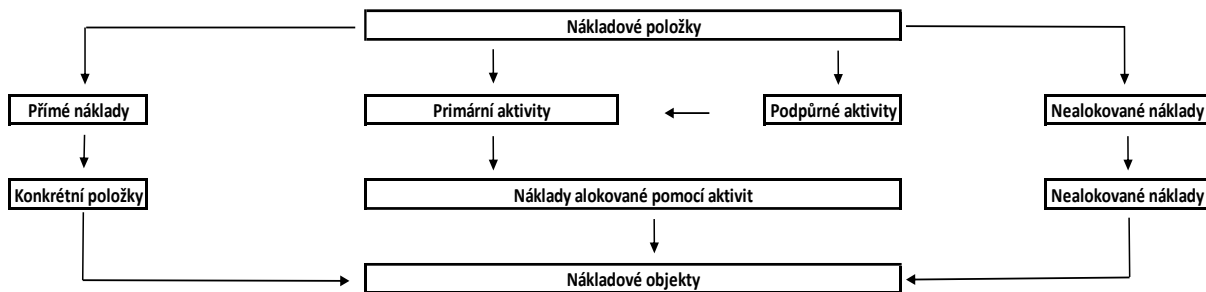 Nákladové položky
Přímé náklady
Primární aktivity
Podpůrné aktivity
Nealokované náklady
Konkrétní položky
Náklady alokované pomocí aktivit
Nealokované náklady
Nákladové objekty